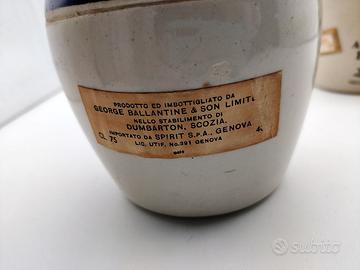 PRODOTTO ED IMBOTTIGLIATO DA
GEORGE BALLANTINE & SON LIMITE
NELLO STABILIMENTO DI
DUMBARTON, SCOZIA.
IMPORTATO DA SPIRIT S.P.A., GENOVA
CL. 75
LIC. UTIF. No.391 GENOVA
subito